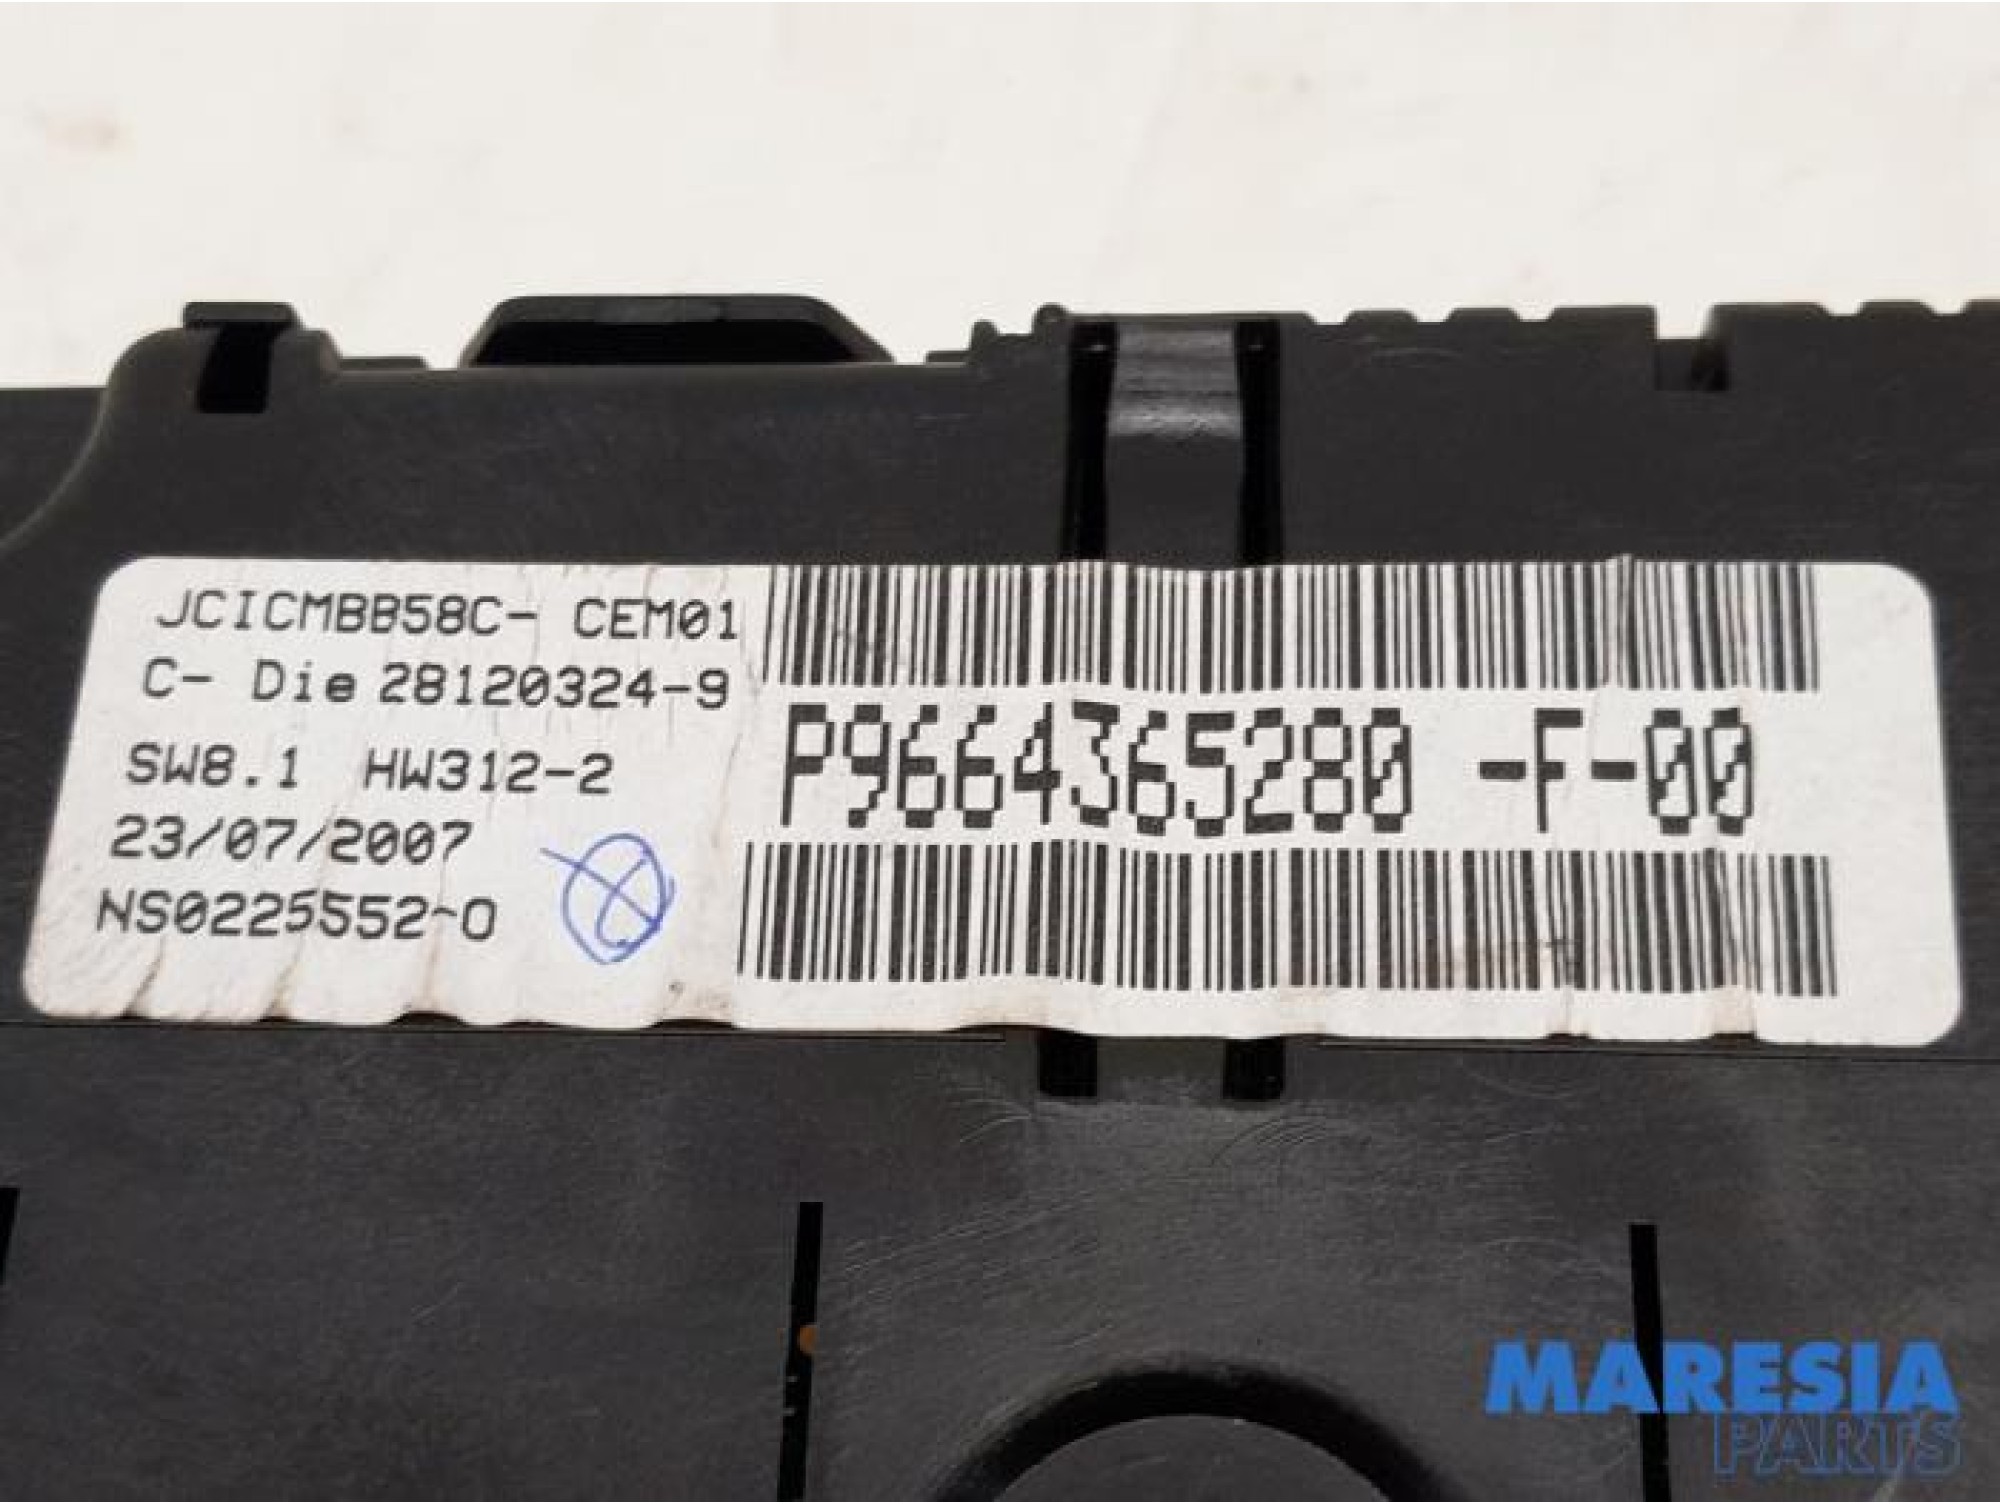 JCICMBB58C- CEM01
C- Die 28120324-9
SW8.1 HW312-2
23/07/2007
NS0225552-0
P9664365280 -F-00
MARESIA
PARTS